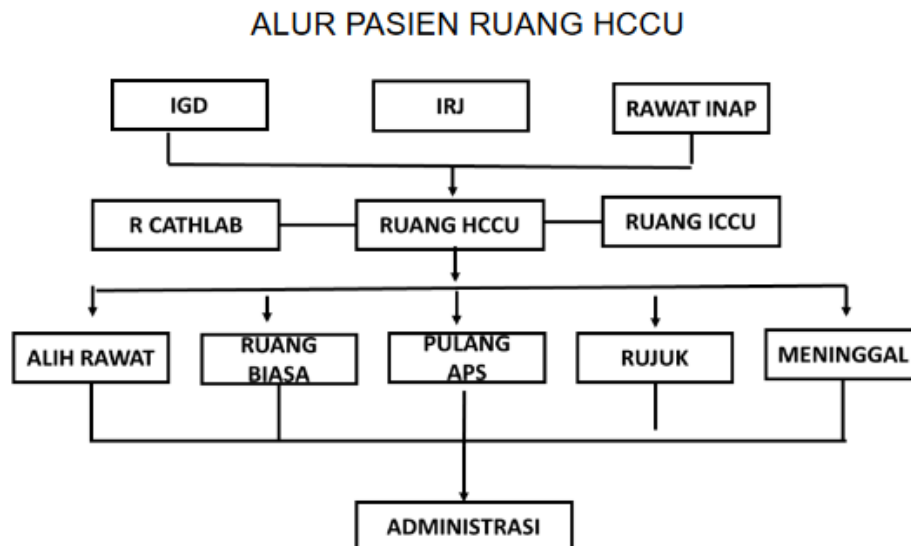 ALUR PASIEN RUANG HCCU
IGD
IRJ
RAWAT INAP
R CATHLAB
RUANG HCCU
RUANG ICCU
ALIH RAWAT
RUANG
BIASA
PULANG
APS
RUJUK
MENINGGAL
ADMINISTRASI